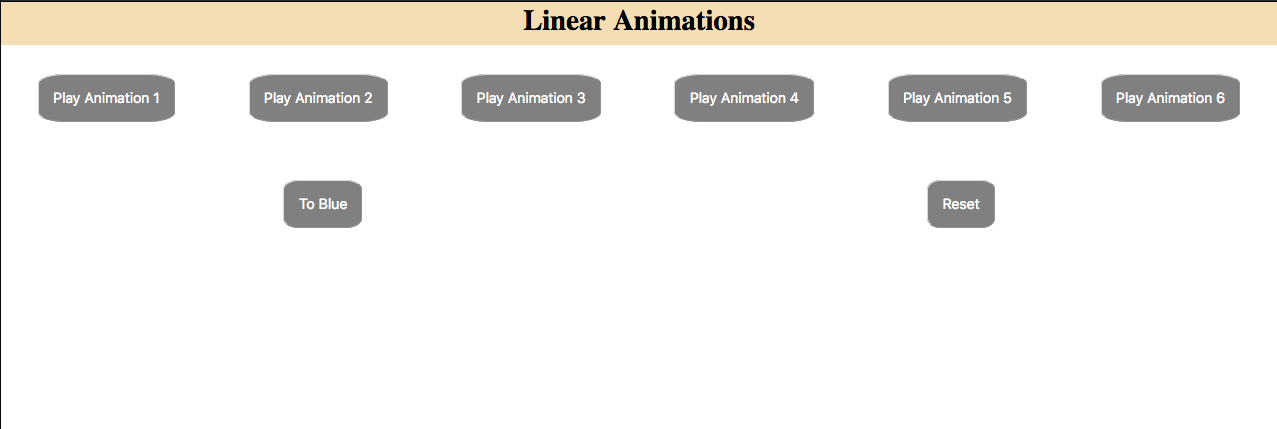 Linear Animations
Play Animation 1
Play Animation 2
Play Animation 3
Play Animation 4
Play Animation 5
Play Animation 6
To Blue
Reset